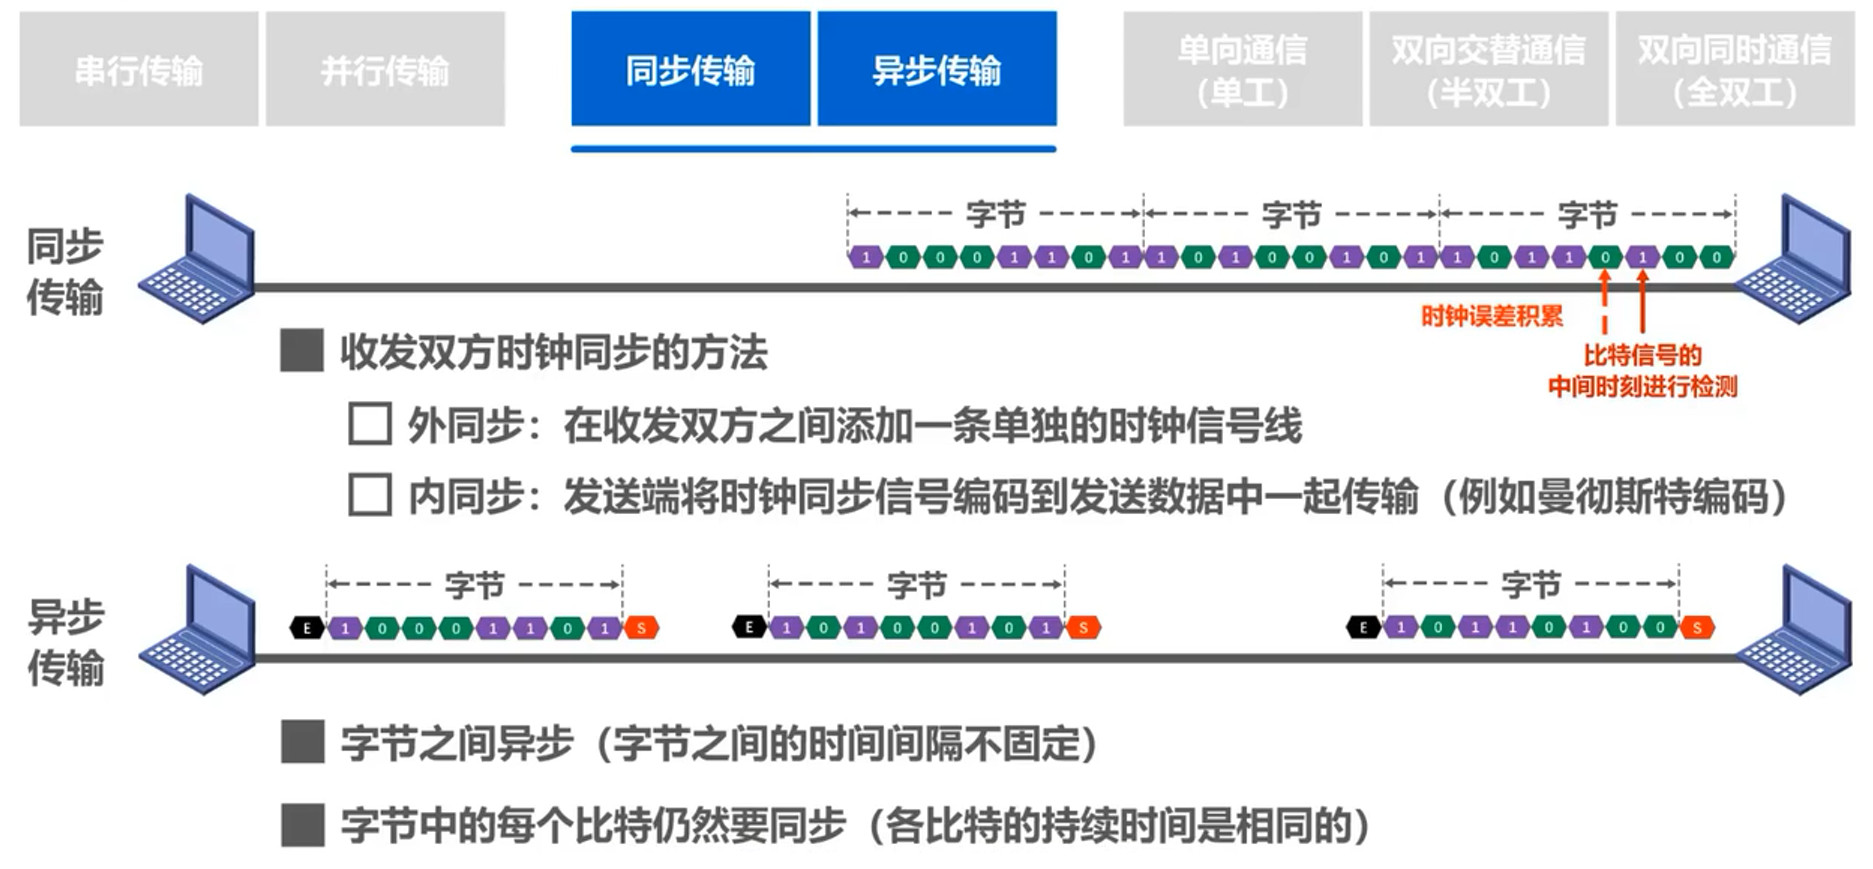 串行传输
并行传输
同步传输
异步传输
单向通信
（单工）
双向交替通信
（半双工）
双向同时通信
（全双工）
同步
传输
字节 字节 字节
1 0 0 0 1 1 0 1 1 0 1 0 0 1 0 1 1 0 1 1 0 1 0 0
时钟误差积累
比特信号的
中间时刻进行检测
收发双方时钟同步的方法
外同步：在收发双方之间添加一条单独的时钟信号线
内同步：发送端将时钟同步信号编码到发送数据中一起传输（例如曼彻斯特编码）
异步
传输
字节 字节 字节
E 1 0 0 0 1 1 0 1 S E 1 0 1 0 0 1 0 1 S E 1 0 1 1 0 1 0 0 S
字节之间异步（字节之间的时间间隔不固定）
字节中的每个比特仍然要同步（各比特的持续时间是相同的）